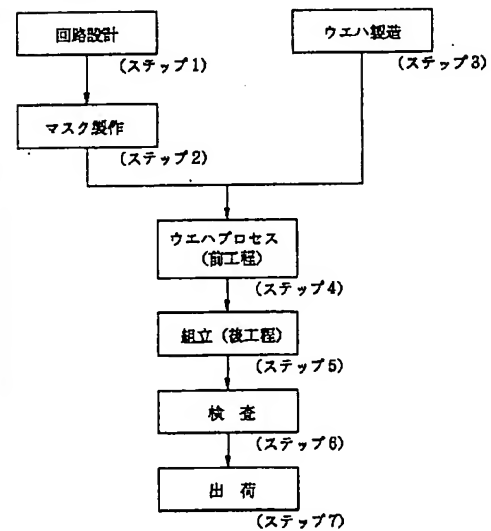 回路設計
(ステップ1)
ウエハ製造
(ステップ3)
マスク製作
(ステップ2)
ウエハプロセス
(前工程)
(ステップ4)
組立(後工程)
(ステップ5)
検 査
(ステップ6)
出 荷
(ステップ7)